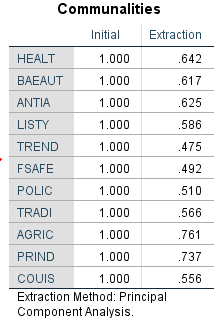 Communalities
Initial Extraction
HEALT 1.000 .642
BAEAUT 1.000 .617
ANTIA 1.000 .625
LISTY 1.000 .586
TREND 1.000 .475
FSAFE 1.000 .492
POLIC 1.000 .510
TRADI 1.000 .566
AGRIC 1.000 .761
PRIND 1.000 .737
COUIS 1.000 .556
Extraction Method: Principal
Component Analysis.